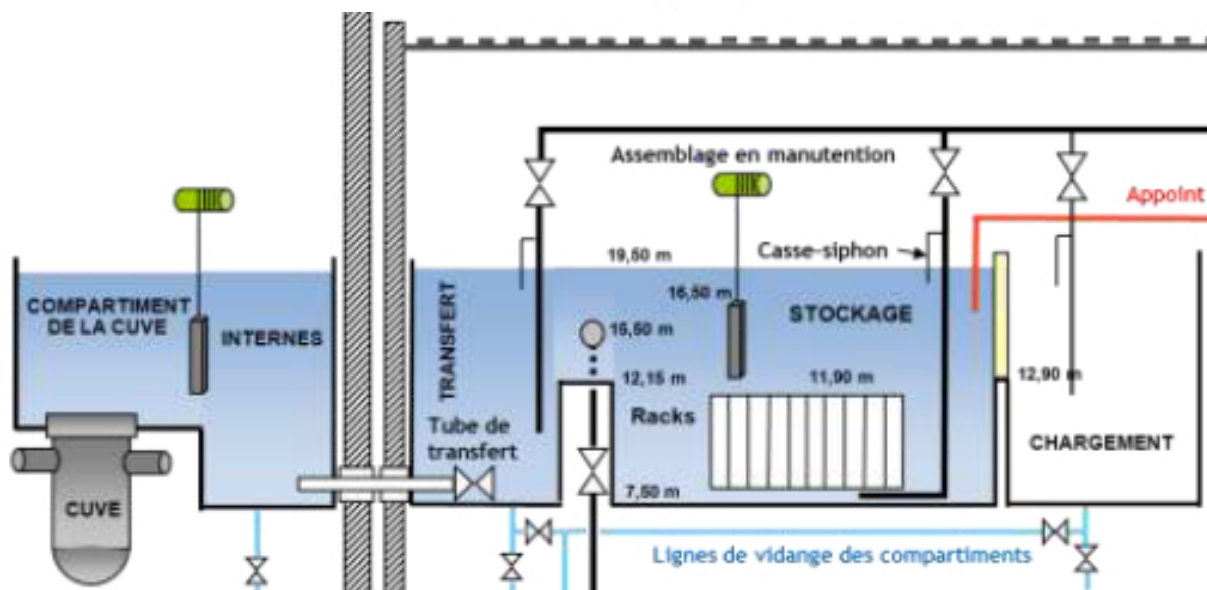 Assemblage en manutention
Appoint
Casse-siphon
19,50 m
COMPARTIMENT
DE LA CUVE
INTERNES
TRANSFERT
16,50 m
STOCKAGE
15,50 m
12,15 m
11,90 m
12,90 m
Racks
Tube de
transfert
CHARGEMENT
7,50 m
CUVE
Lignes de vidange des compartiments